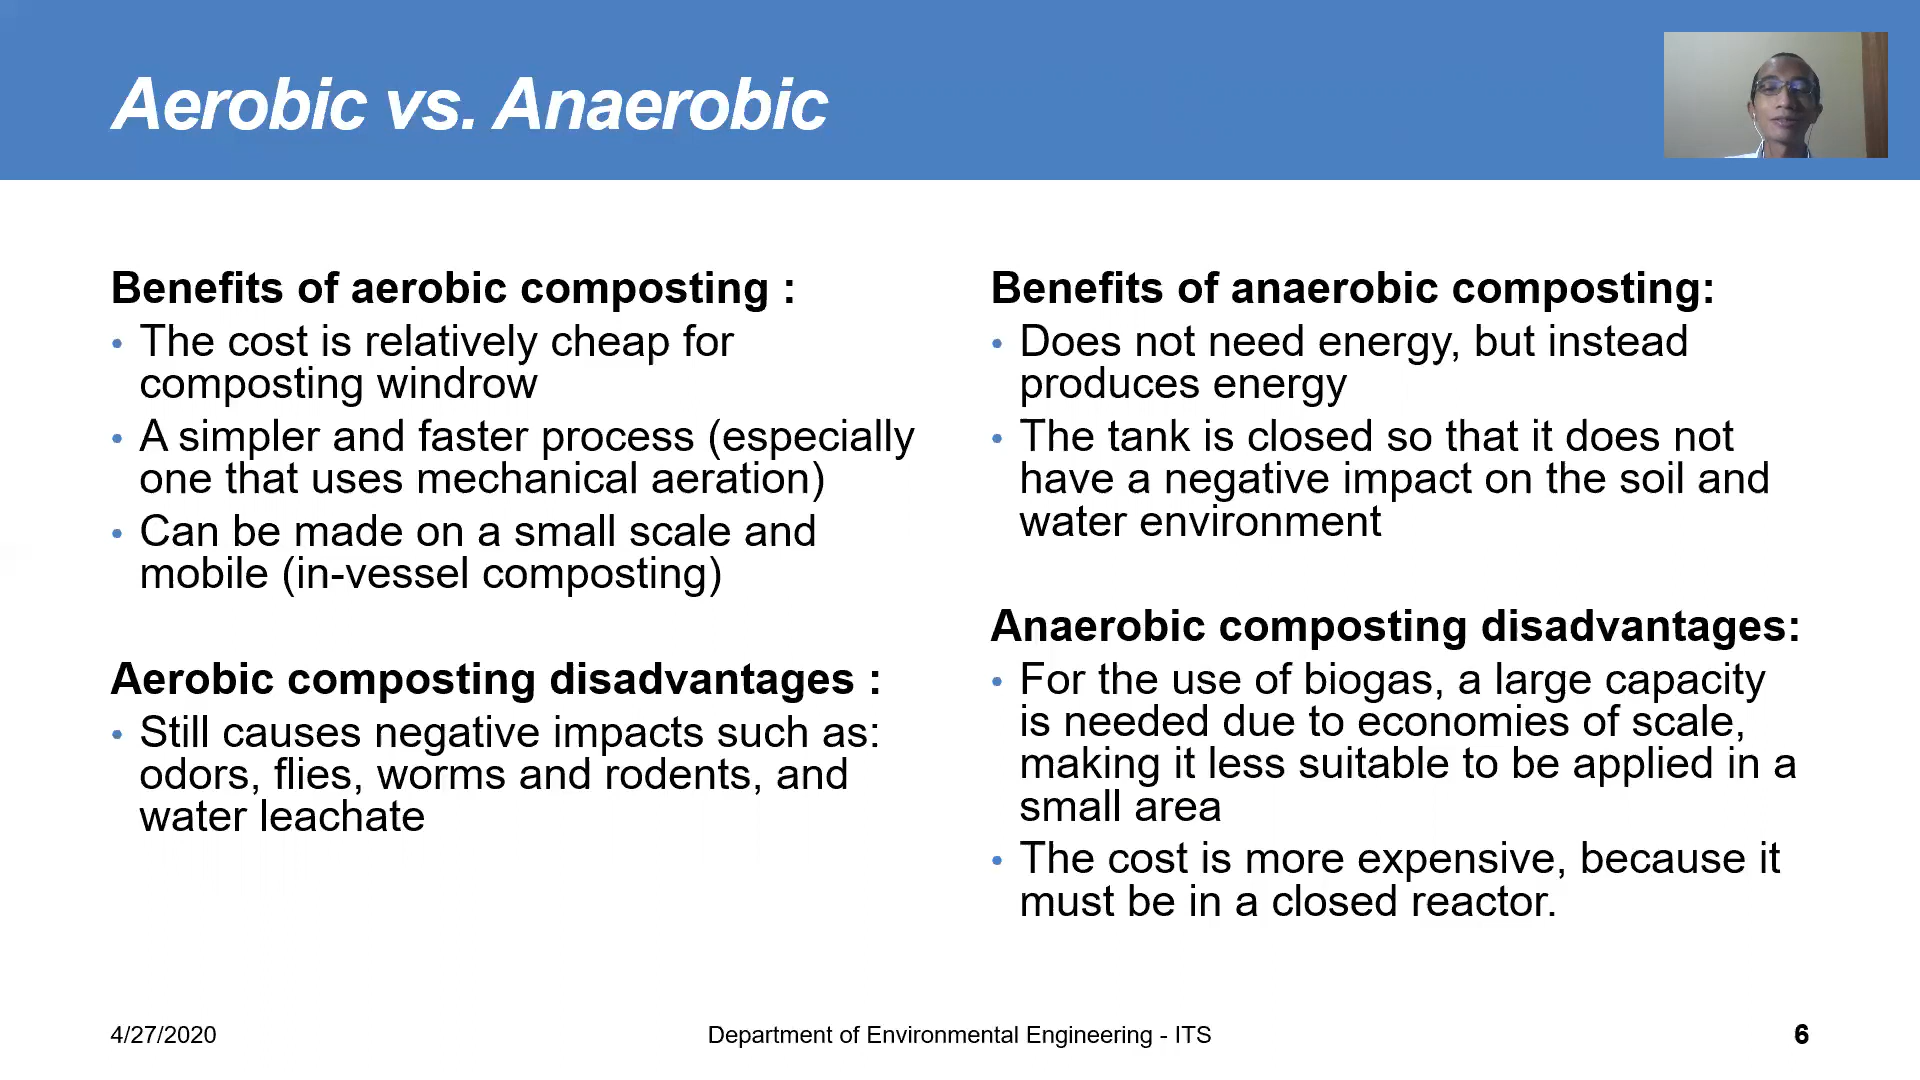 Aerobic vs. Anaerobic
Benefits of aerobic composting :
• The cost is relatively cheap for
composting windrow
• A simpler and faster process (especially
one that uses mechanical aeration)
• Can be made on a small scale and
mobile (in-vessel composting)
Aerobic composting disadvantages :
• Still causes negative impacts such as:
odors, flies, worms and rodents, and
water leachate
Benefits of anaerobic composting:
• Does not need energy, but instead
produces energy
• The tank is closed so that it does not
have a negative impact on the soil and
water environment
Anaerobic composting disadvantages:
• For the use of biogas, a large capacity
is needed due to economies of scale,
making it less suitable to be applied in a
small area
• The cost is more expensive, because it
must be in a closed reactor.
4/27/2020
Department of Environmental Engineering - ITS
6